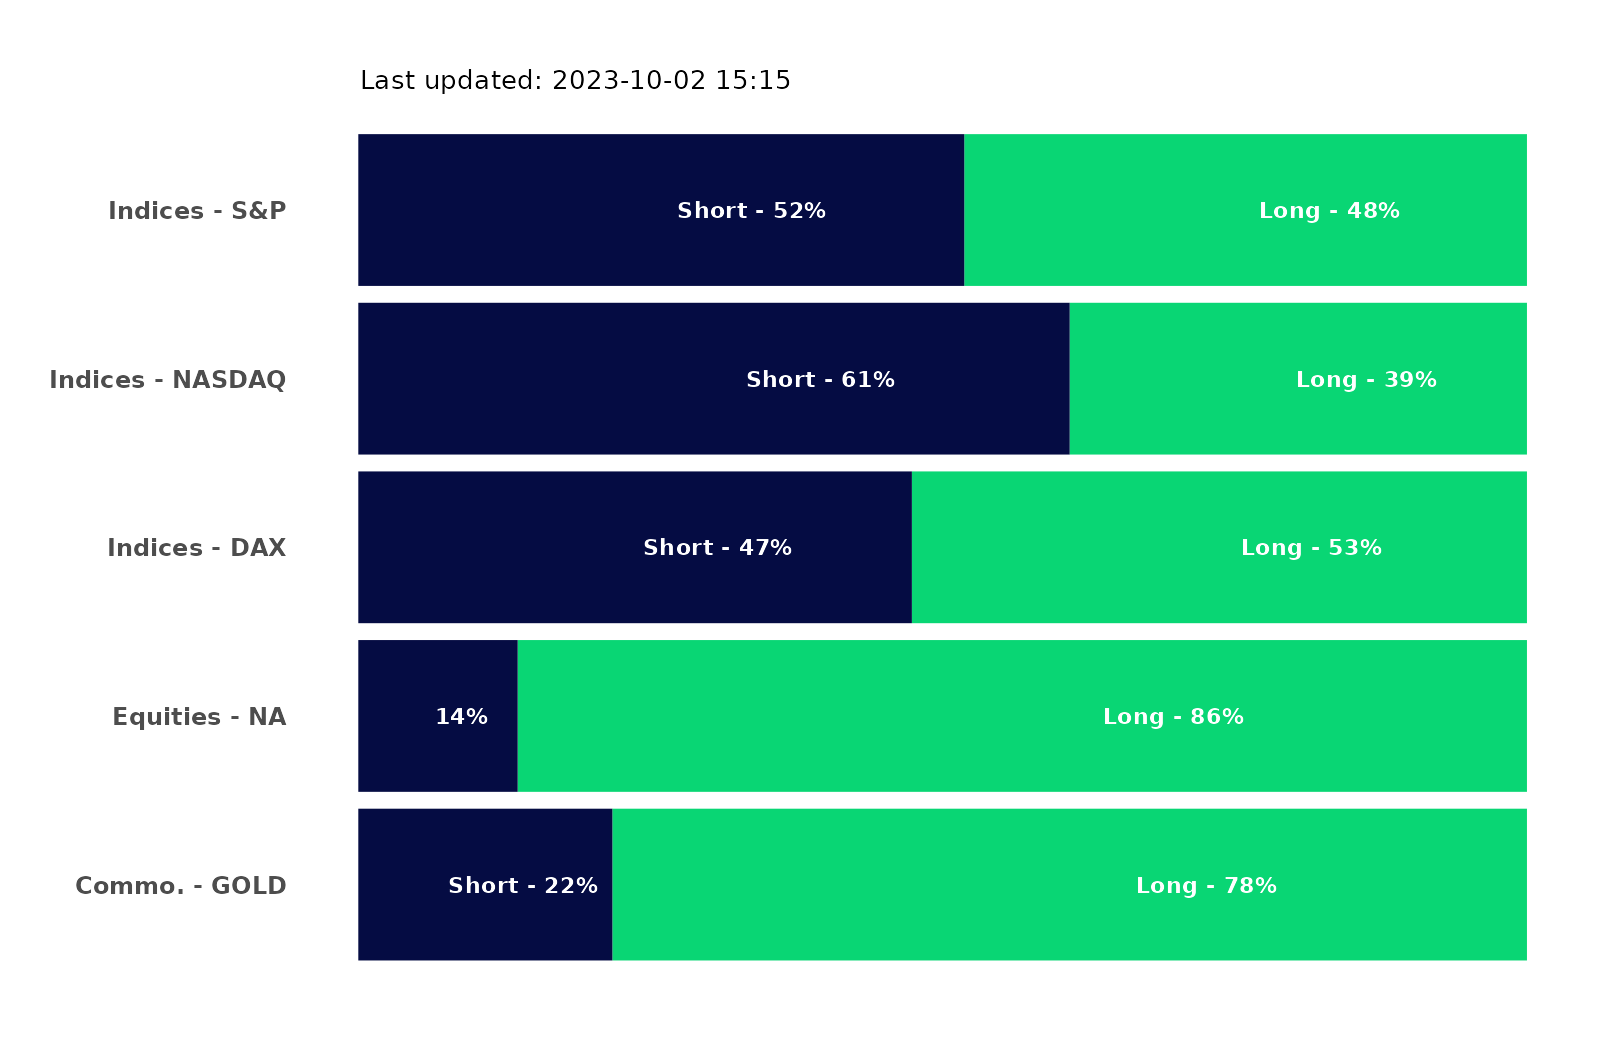 Last updated: 2023-10-02 15:15
Indices - S&P
Short - 52%
Long - 48%
Indices - NASDAQ
Short - 61%
Long - 39%
Indices - DAX
Short - 47%
Long - 53%
Equities - NA
14%
Long - 86%
Commo. - GOLD
Short - 22%
Long - 78%